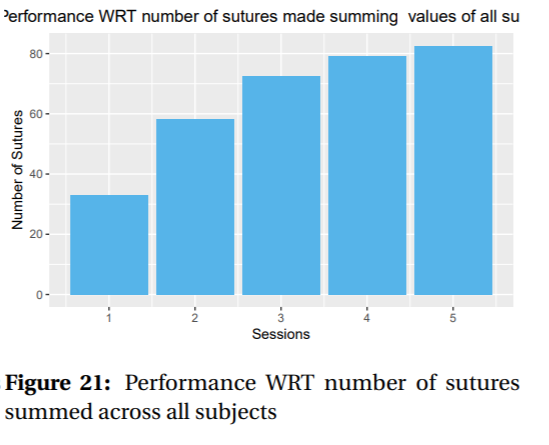 Performance WRT number of sutures made summing values of all su
80
60
40
20
0
Number of Sutures
1 2 3 4 5
Sessions
Figure 21: Performance WRT number of sutures
summed across all subjects